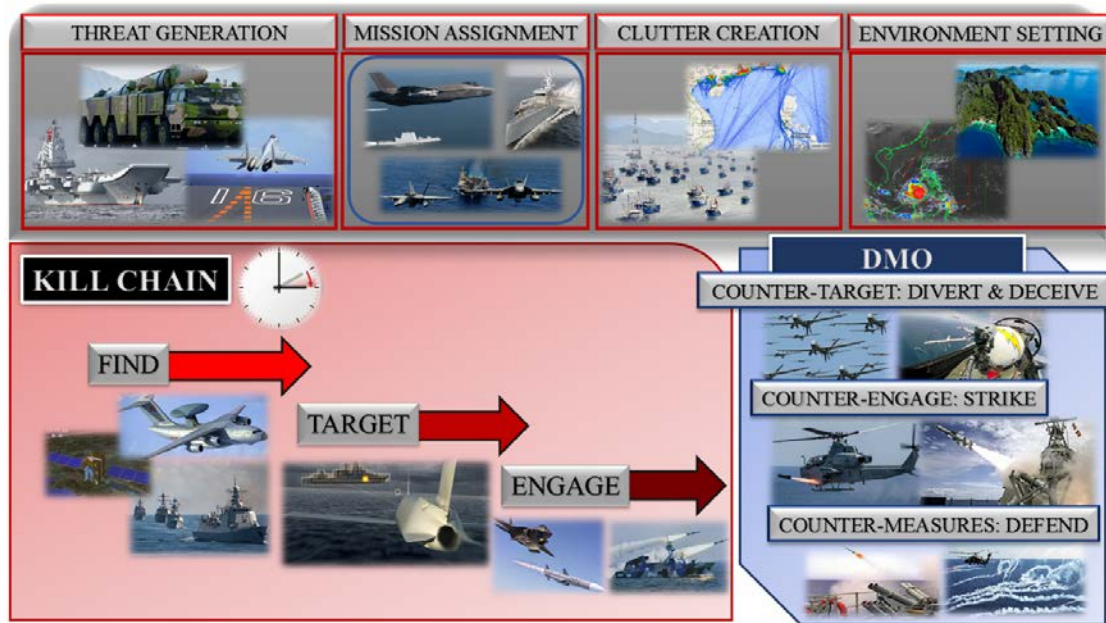 THREAT GENERATION
MISSION ASSIGNMENT
CLUTTER CREATION
ENVIRONMENT SETTING
KILL CHAIN
FIND
TARGET
ENGAGE
DMO
COUNTER-TARGET: DIVERT & DECEIVE
COUNTER-ENGAGE: STRIKE
COUNTER-MEASURES: DEFEND